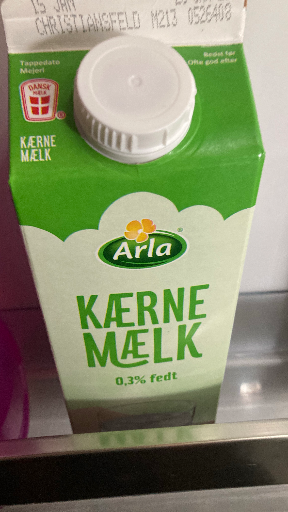 15 JAN
CHRISTIANSFELD M213 0526408
Tappedato
Mejeri
Bedst før
Ofte god efter
DANSK
MÆLK
KÆRNE
MÆLK
Arla
KÆRNE
MÆLK
0,3% fedt